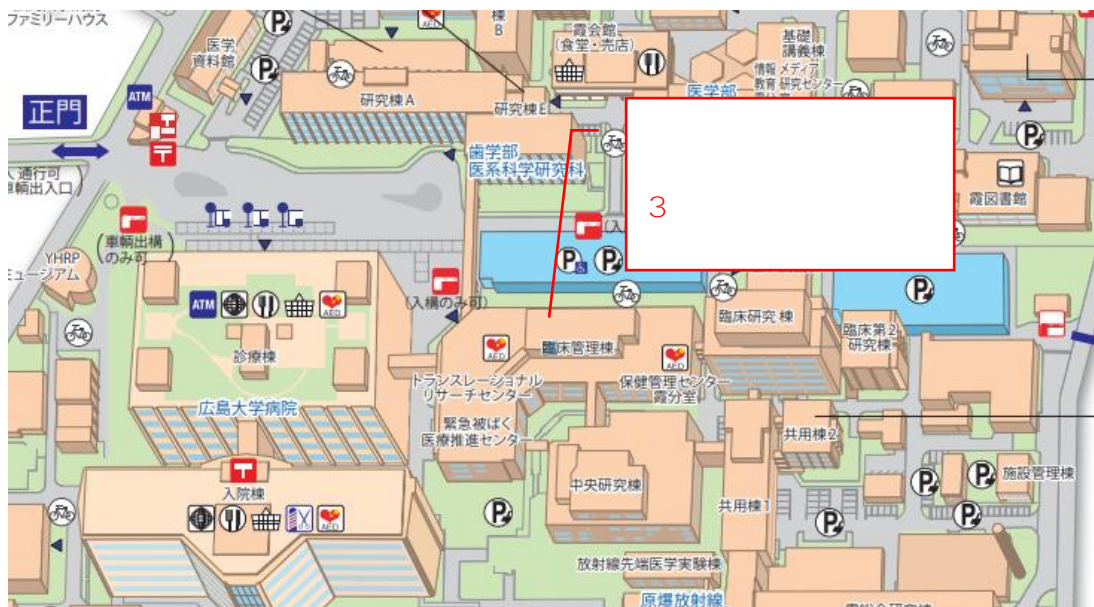 ファミリーハウス
医学
資料館
棟
B
霞会館
(食堂・売店)
基礎
講義棟
情報 メディア
教育 研究センター
ATM
正門
研究棟A
研究棟E
医学部
歯学部
医系科学研究科
通行可
車輌出入口)
霞図書館
3
(車輌出構
のみ可)
(入
YHRP
ミュージアム
(入構のみ可)
ATM
AED
診療棟
臨床研究棟
臨床第2
研究棟
AED
臨床管理棟
AED
トランスレーショナル
リサーチセンター
保健管理センター
霞分室
広島大学病院
緊急被ばく
医療推進センター
共用棟2
入院棟
中央研究棟
共用棟1
施設管理棟
AED
放射線先端医学実験棟
原爆放射線